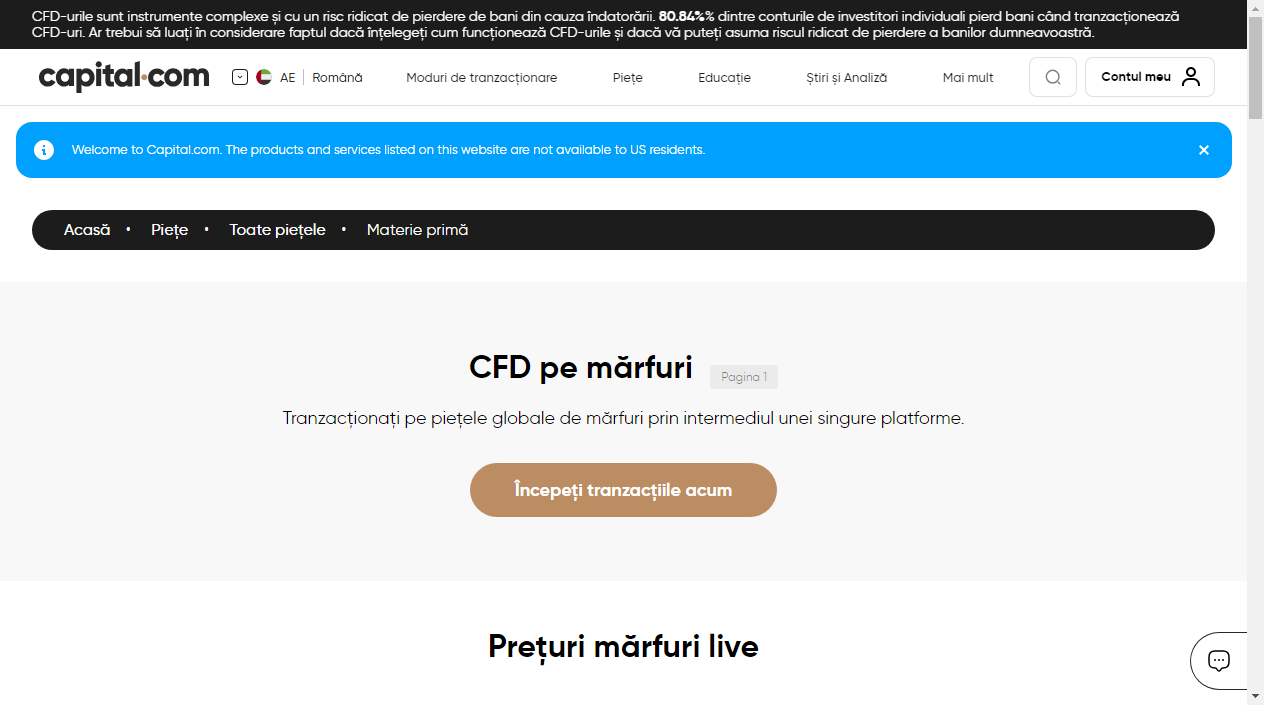 CFD-urile sunt instrumente complexe și cu un risc ridicat de pierdere de bani din cauza îndatorării. 80.84%% dintre conturile de investitori individuali pierd bani când tranzacționează
CFD-uri. Ar trebui să luați în considerare faptul dacă înțelegeți cum funcționează CFD-urile și dacă vă puteți asuma riscul ridicat de pierdere a banilor dumneavoastră.
capital.com AE Română Moduri de tranzacționare Piețe Educație Știri și Analiză Mai mult Contul meu
Welcome to Capital.com. The products and services listed on this website are not available to US residents.
Acasă • Piețe • Toate piețele • Materie primă
CFD pe mărfuri Pagina 1
Tranzacționați pe piețele globale de mărfuri prin intermediul unei singure platforme.
Începeți tranzacțiile acum
Prețuri mărfuri live